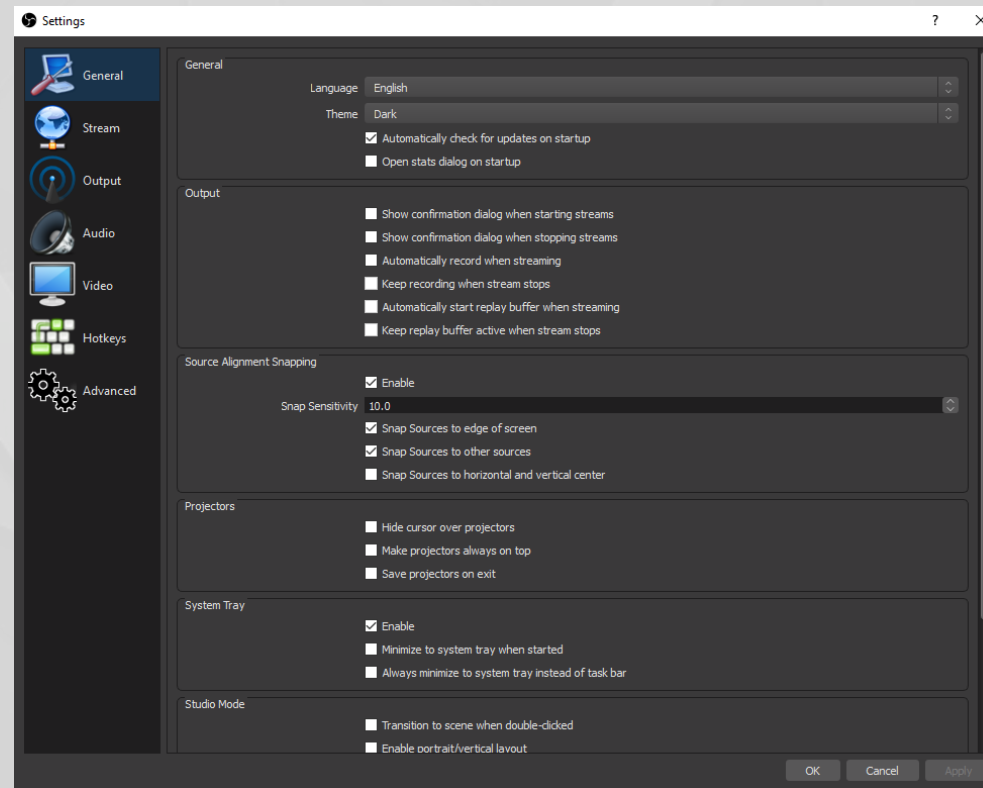 Settings
?
General
Stream
Output
Audio
Video
Hotkeys
Advanced
General
Language English
Theme Dark
Automatically check for updates on startup
Open stats dialog on startup
Output
Show confirmation dialog when starting streams
Show confirmation dialog when stopping streams
Automatically record when streaming
Keep recording when stream stops
Automatically start replay buffer when streaming
Keep replay buffer active when stream stops
Source Alignment Snapping
Enable
Snap Sensitivity 10.0
Snap Sources to edge of screen
Snap Sources to other sources
Snap Sources to horizontal and vertical center
Projectors
Hide cursor over projectors
Make projectors always on top
Save projectors on exit
System Tray
Enable
Minimize to system tray when started
Always minimize to system tray instead of task bar
Studio Mode
Transition to scene when double-clicked
Enable portrait/vertical layout
OK Cancel Apply